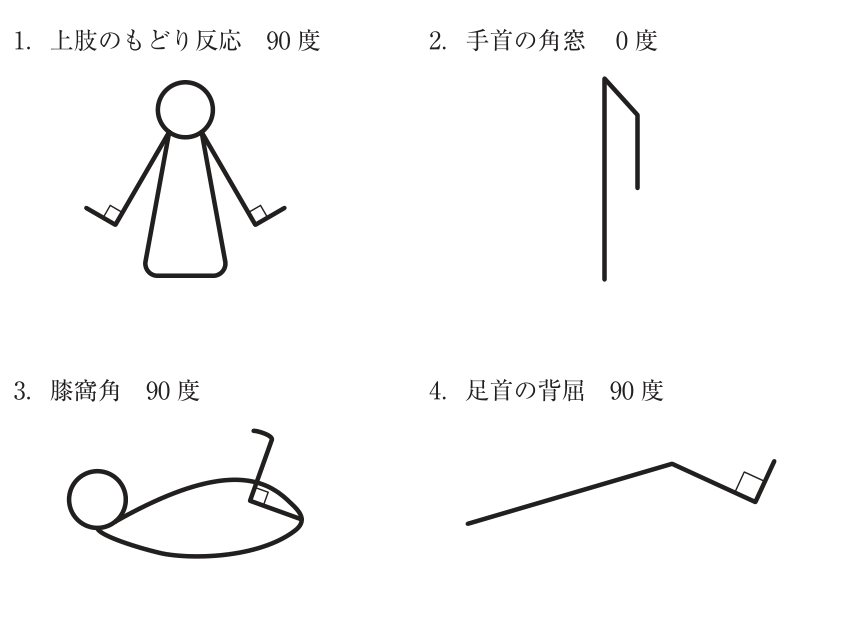 1. 上肢のもどり反応　90 度
2. 手首の角窓　0 度
3. 膝窩角　90 度
4. 足首の背屈　90 度